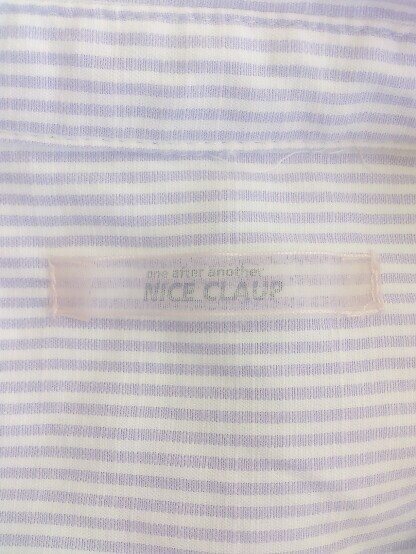 one after another
NICE CLAUP